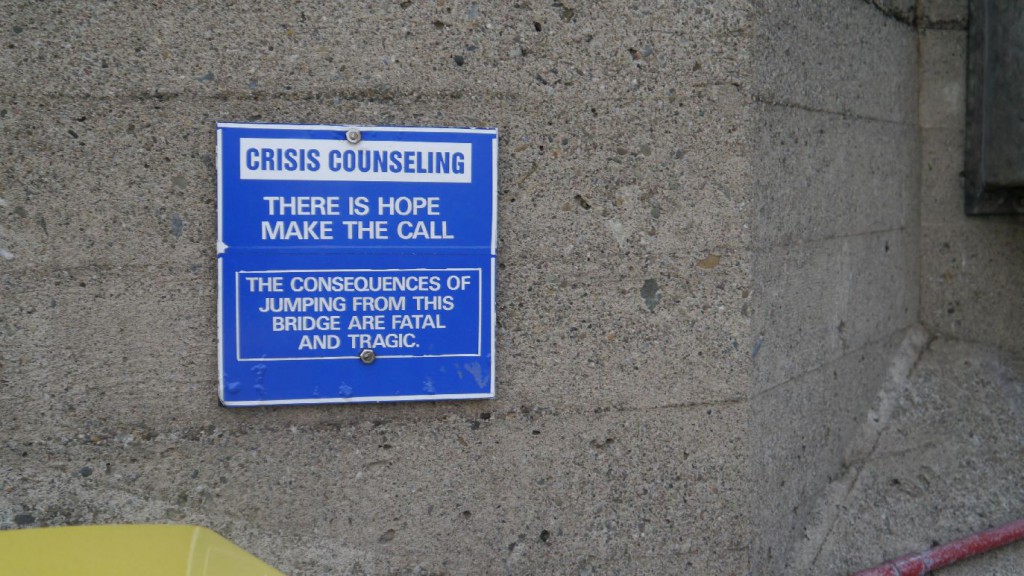 CRISIS COUNSELING
THERE IS HOPE
MAKE THE CALL
THE CONSEQUENCES OF
JUMPING FROM THIS
BRIDGE ARE FATAL
AND TRAGIC.